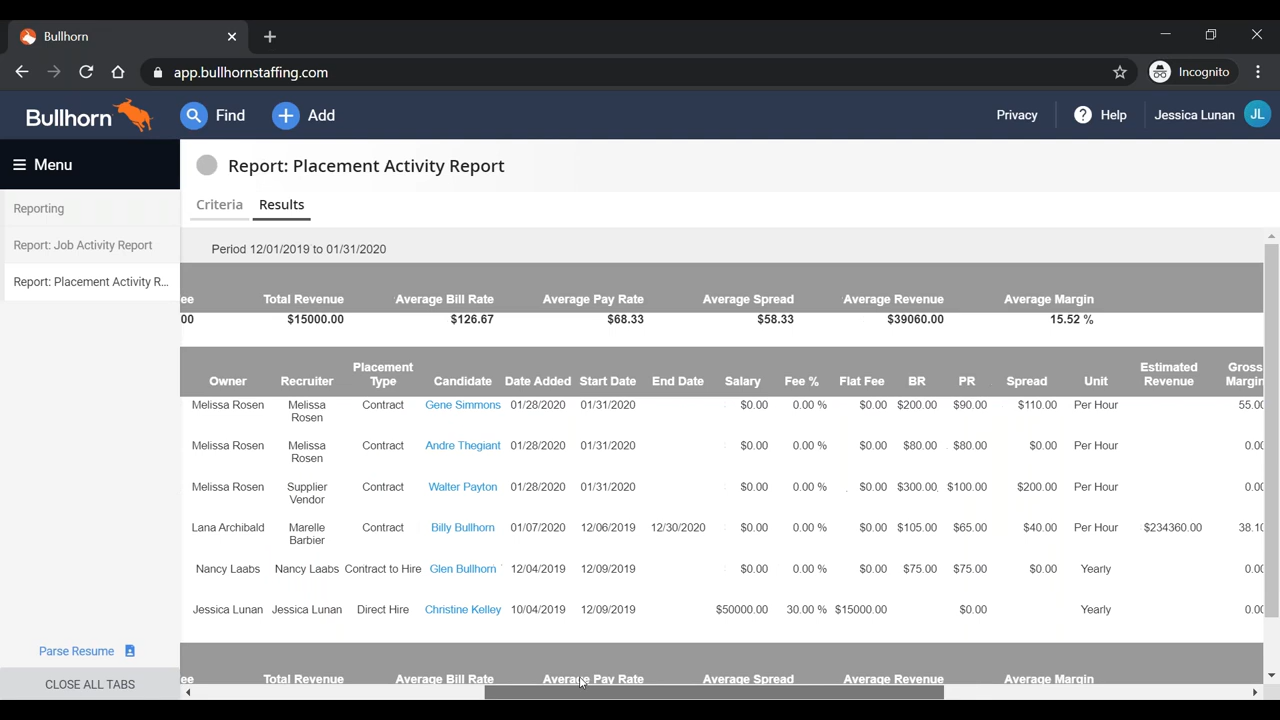 Bullhorn
app.bullhornstaffing.com
Incognito
Bullhorn
Find
Add
Privacy
Help
Jessica Lunan
JL
Menu
Report: Placement Activity Report
Criteria
Results
Reporting
Report: Job Activity Report
Report: Placement Activity R...
Period 12/01/2019 to 01/31/2020
ee Total Revenue Average Bill Rate Average Pay Rate Average Spread Average Revenue Average Margin
00 $15000.00 $126.67 $68.33 $58.33 $39060.00 15.52 %
Owner Recruiter Placement Type Candidate Date Added Start Date End Date Salary Fee % Flat Fee BR PR Spread Unit Estimated Revenue Gross Margin
Melissa Rosen Melissa Rosen Contract Gene Simmons 01/28/2020 01/31/2020 $0.00 0.00 % $0.00 $200.00 $90.00 $110.00 Per Hour 55.00
Melissa Rosen Melissa Rosen Contract Andre Thegiant 01/28/2020 01/31/2020 $0.00 0.00 % $0.00 $80.00 $80.00 $0.00 Per Hour 0.00
Melissa Rosen Supplier Vendor Contract Walter Payton 01/28/2020 01/31/2020 $0.00 0.00 % $0.00 $300.00 $100.00 $200.00 Per Hour 0.00
Lana Archibald Marelle Barbier Contract Billy Bullhorn 01/07/2020 12/06/2019 12/30/2020 $0.00 0.00 % $0.00 $105.00 $65.00 $40.00 Per Hour $234360.00 38.10
Nancy Laabs Nancy Laabs Contract to Hire Glen Bullhorn 12/04/2019 12/09/2019 $0.00 0.00 % $0.00 $75.00 $75.00 $0.00 Yearly 0.00
Jessica Lunan Jessica Lunan Direct Hire Christine Kelley 10/04/2019 12/09/2019 $50000.00 30.00 % $15000.00 $0.00 Yearly 0.00
ee Total Revenue Average Bill Rate Average Pay Rate Average Spread Average Revenue Average Margin
Parse Resume
CLOSE ALL TABS